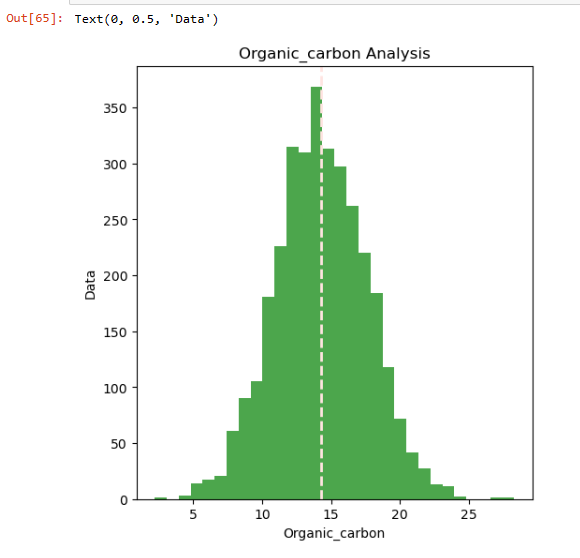 Out[65]: Text(0, 0.5, 'Data')
Organic_carbon Analysis
350
300
250
200
150
100
50
0
Data
5 10 15 20 25
Organic_carbon